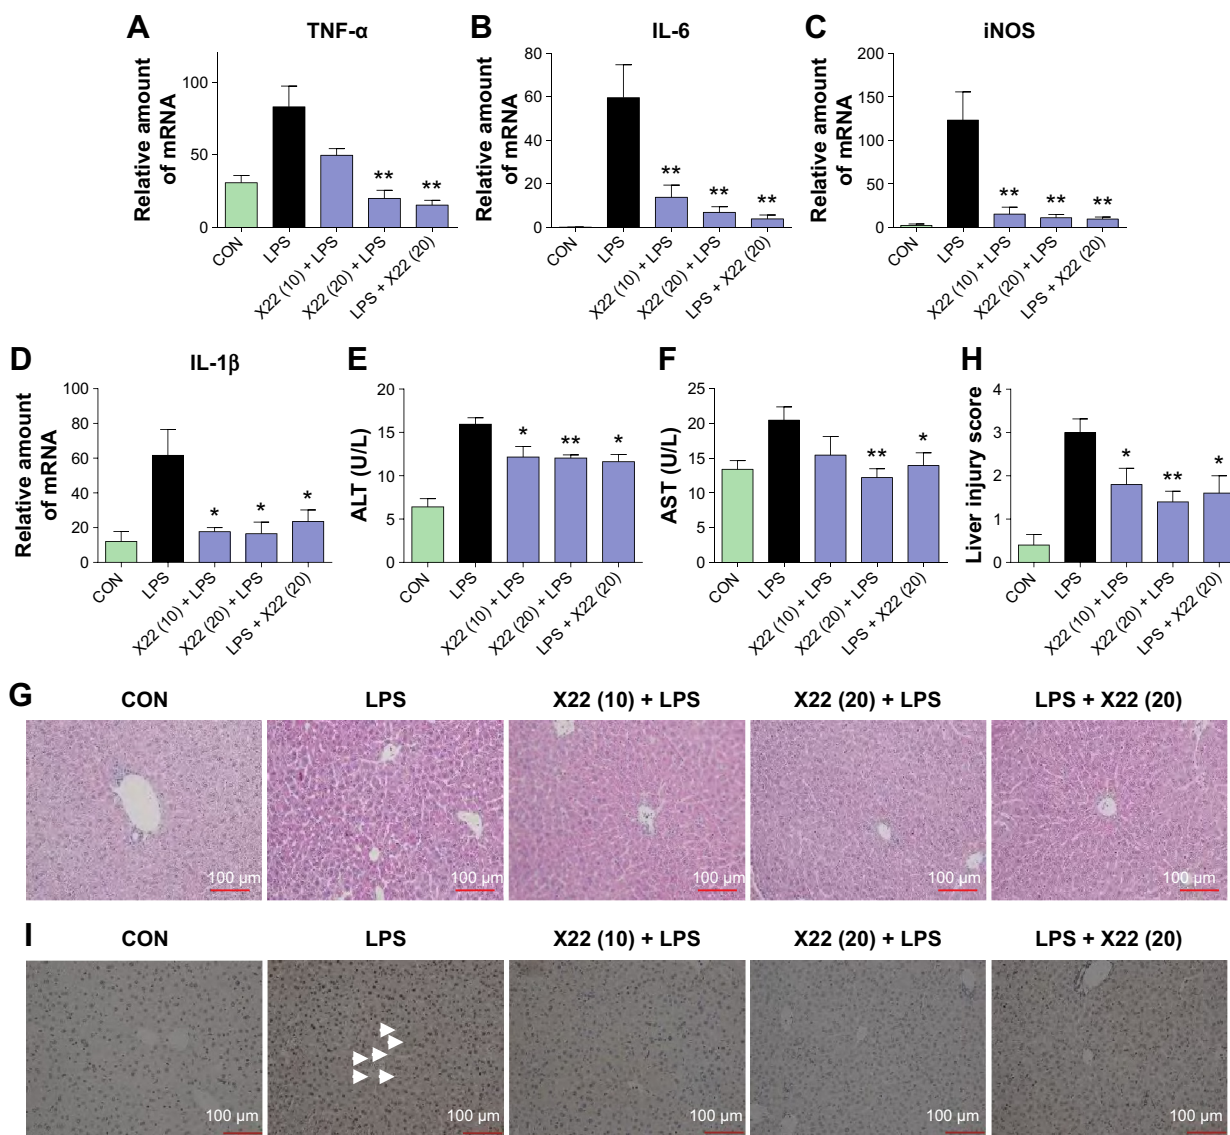 A TNF-α
Relative amount
of mRNA
100
50
0
CON
LPS
X22 (10) + LPS
X22 (20) + LPS
LPS + X22 (20)
**
**
B IL-6
Relative amount
of mRNA
80
60
40
20
0
CON
LPS
X22 (10) + LPS
X22 (20) + LPS
LPS + X22 (20)
**
**
**
C iNOS
Relative amount
of mRNA
200
150
100
50
0
CON
LPS
X22 (10) + LPS
X22 (20) + LPS
LPS + X22 (20)
**
**
**
D IL-1β
Relative amount
of mRNA
100
80
60
40
20
0
CON
LPS
X22 (10) + LPS
X22 (20) + LPS
LPS + X22 (20)
*
*
*
E
ALT (U/L)
20
15
10
5
0
CON
LPS
X22 (10) + LPS
X22 (20) + LPS
LPS + X22 (20)
*
**
*
F
AST (U/L)
25
20
15
10
5
0
CON
LPS
X22 (10) + LPS
X22 (20) + LPS
LPS + X22 (20)
**
*
H
Liver injury score
4
3
2
1
0
CON
LPS
X22 (10) + LPS
X22 (20) + LPS
LPS + X22 (20)
*
**
*
G CON LPS X22 (10) + LPS X22 (20) + LPS LPS + X22 (20)
100 µm 100 µm 100 µm 100 µm 100 µm
I CON LPS X22 (10) + LPS X22 (20) + LPS LPS + X22 (20)
100 µm 100 µm 100 µm 100 µm 100 µm